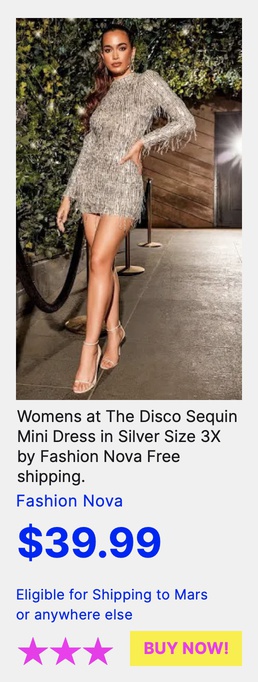 Womens at The Disco Sequin
Mini Dress in Silver Size 3X
by Fashion Nova Free
shipping.
Fashion Nova
$39.99
Eligible for Shipping to Mars
or anywhere else
BUY NOW!